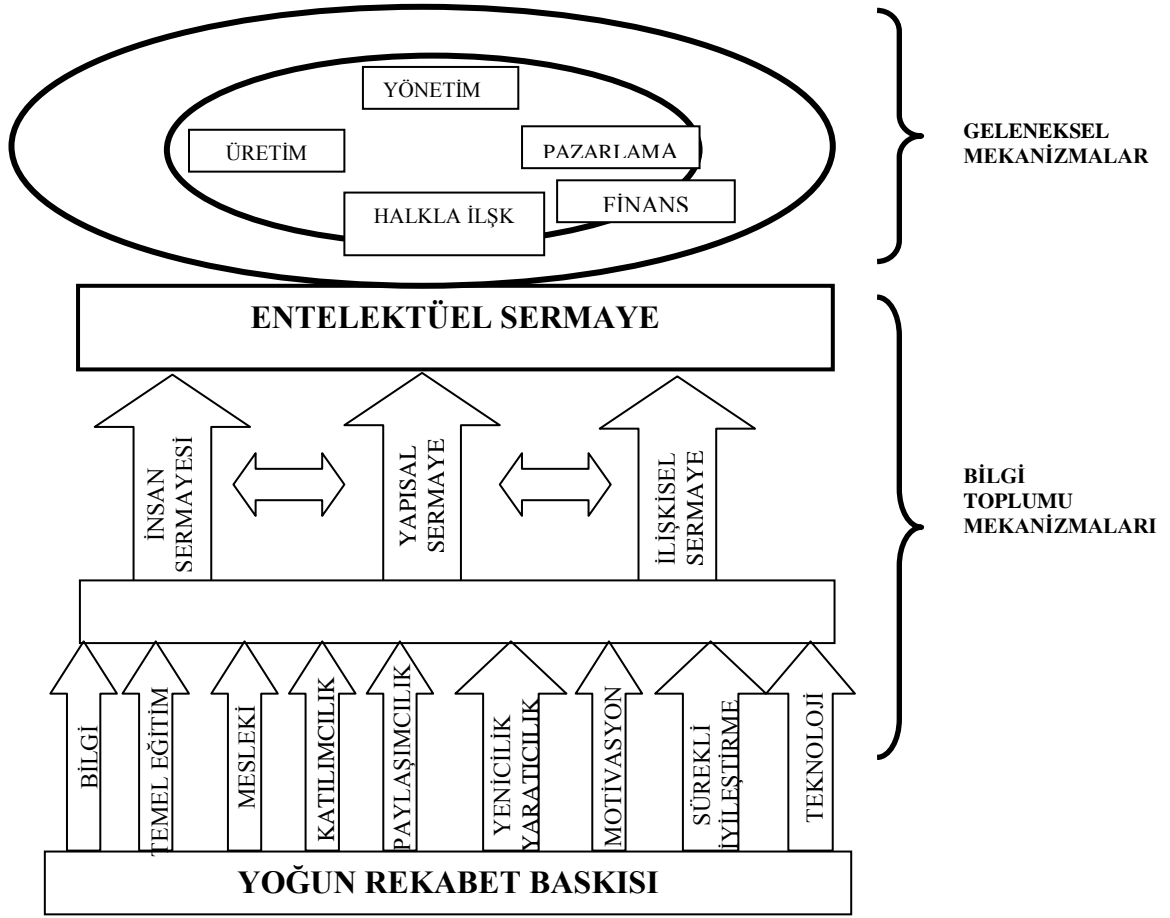 YÖNETİM
ÜRETİM
PAZARLAMA
HALKLA İLŞK
FİNANS
GELENEKSEL
MEKANİZMALAR
ENTELEKTÜEL SERMAYE
İNSAN
SERMAYESİ
YAPISAL
SERMAYE
İLİŞKİSEL
SERMAYE
BİLGİ
TOPLUMU
MEKANİZMALARI
BİLGİ
TEMEL EĞİTİM
MESLEKİ
KATILIMCILIK
PAYLAŞIMCILIK
YENİCİLİK
YARATICILIK
MOTİVASYON
SÜREKLİ
İYİLEŞTİRME
TEKNOLOJİ
YOĞUN REKABET BASKISI